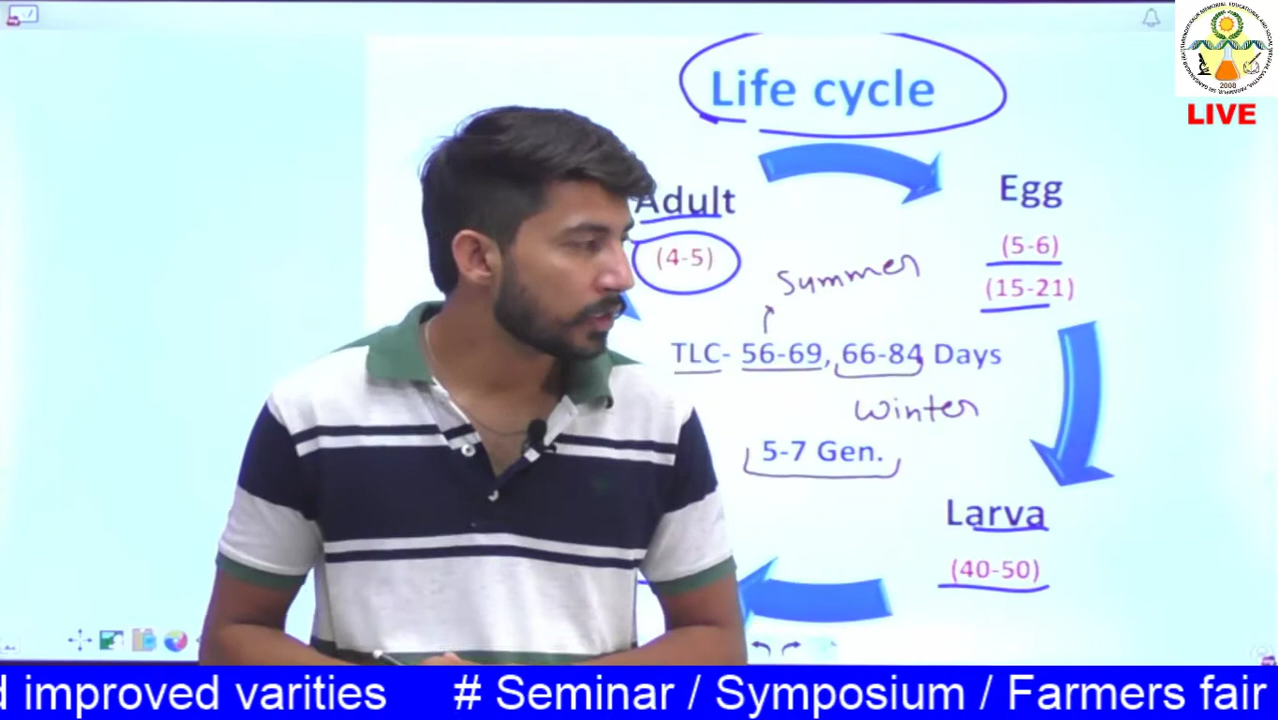 Life cycle
2008
LIVE
Adult
Egg
(4-5)
(5-6)
(15-21)
Summer
TLC- 56-69, 66-84 Days
Winter
5-7 Gen.
Larva
(40-50)
improved varities # Seminar / Symposium / Farmers fair